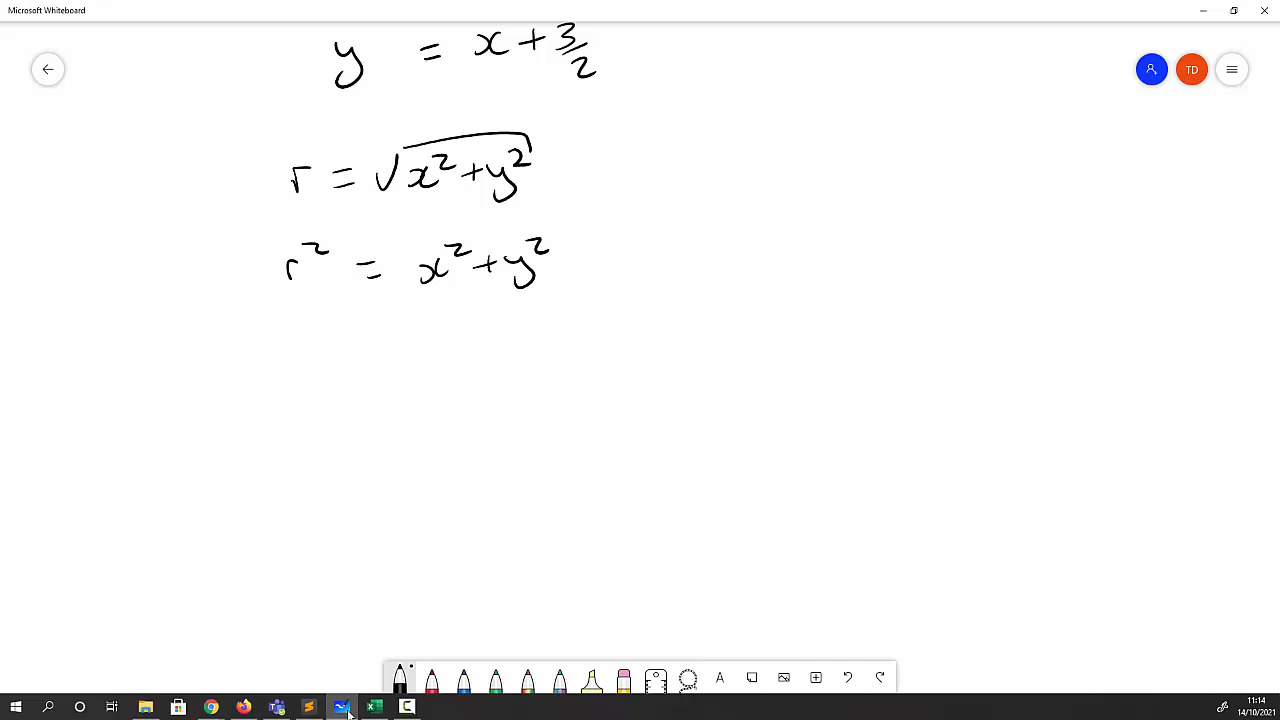 Microsoft Whiteboard
y = x + 3/2
TD
r = √x²+y²
r² = x²+y²
A
11:14
14/10/2021